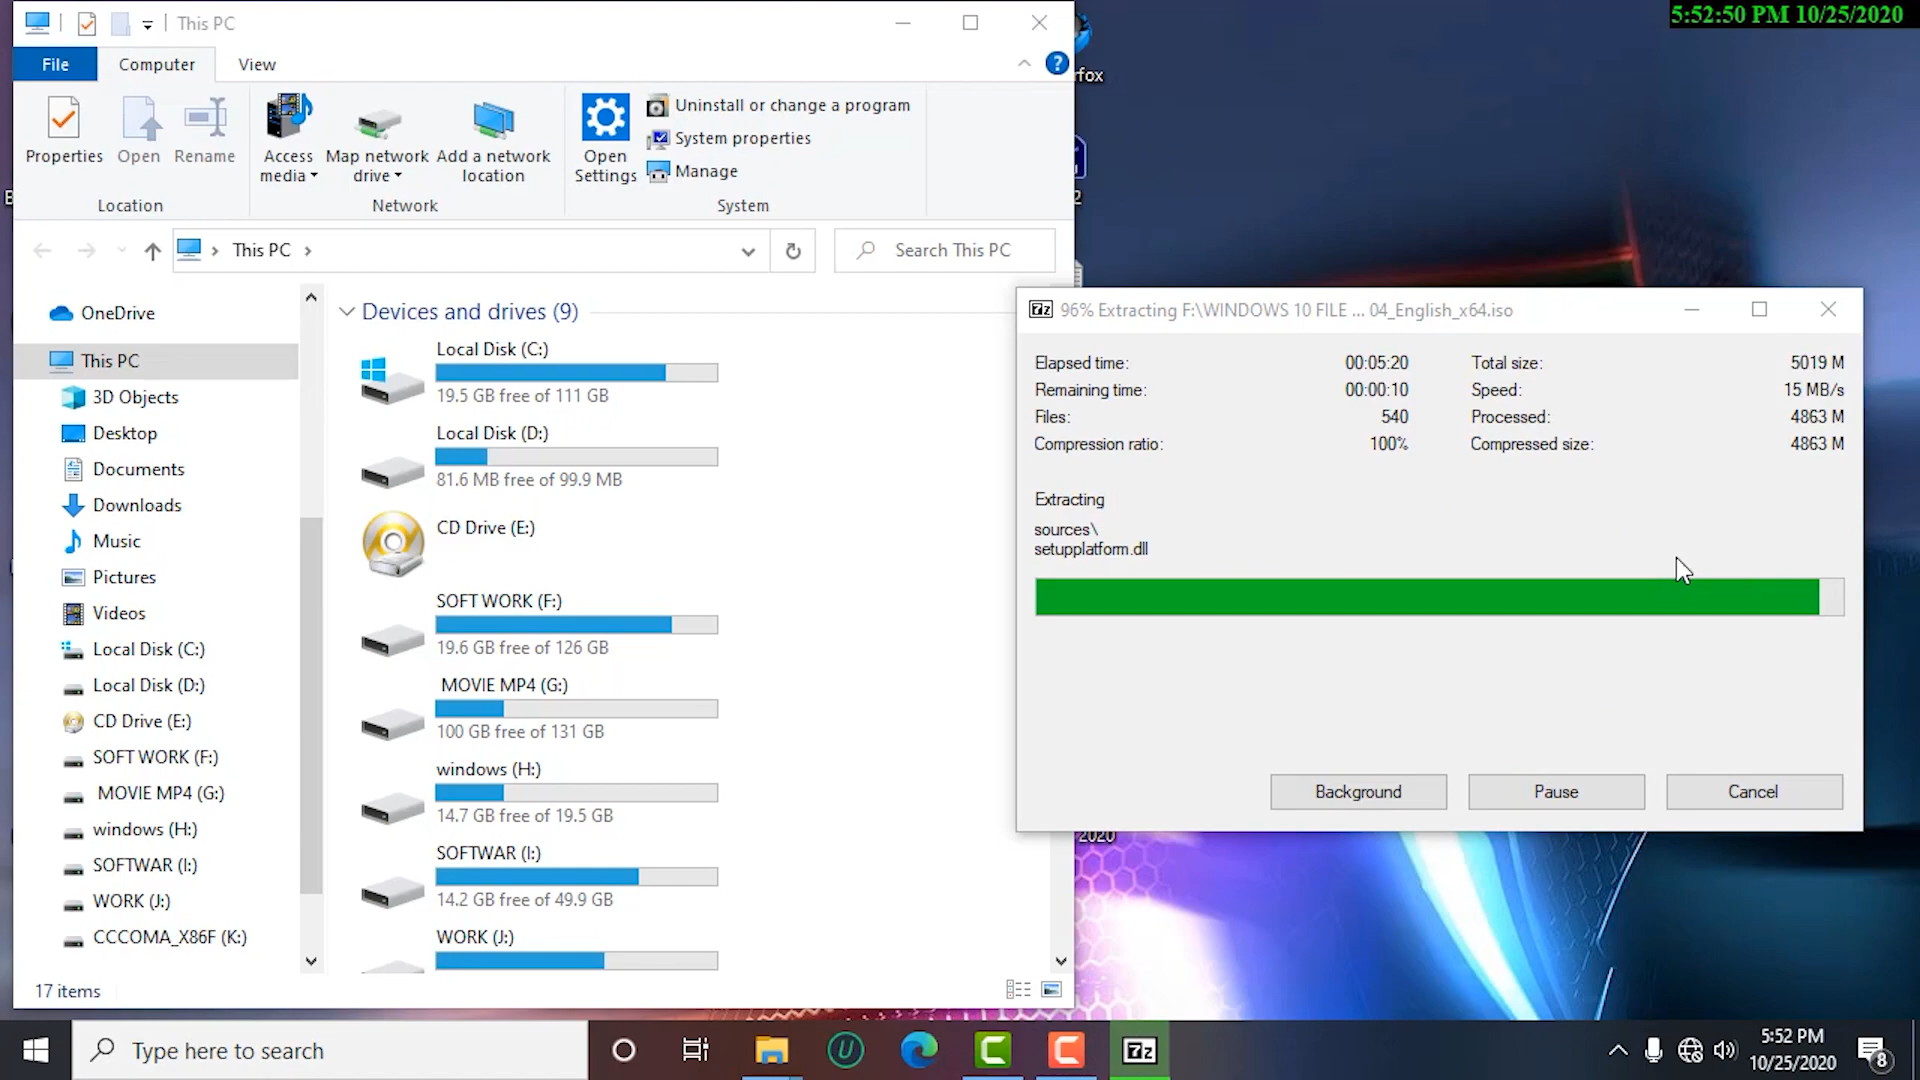 This PC
File
Computer
View
Properties
Open
Rename
Access
media
Map network
drive
Add a network
location
Open
Settings
Uninstall or change a program
System properties
Manage
Location
Network
System
This PC
Search This PC
OneDrive
This PC
3D Objects
Desktop
Documents
Downloads
Music
Pictures
Videos
Local Disk (C:)
Local Disk (D:)
CD Drive (E:)
SOFT WORK (F:)
MOVIE MP4 (G:)
windows (H:)
SOFTWAR (I:)
WORK (J:)
CCCOMA_X86F (K:)
17 items
Devices and drives (9)
Local Disk (C:)
19.5 GB free of 111 GB
Local Disk (D:)
81.6 MB free of 99.9 MB
CD Drive (E:)
SOFT WORK (F:)
19.6 GB free of 126 GB
MOVIE MP4 (G:)
100 GB free of 131 GB
windows (H:)
14.7 GB free of 19.5 GB
SOFTWAR (I:)
14.2 GB free of 49.9 GB
WORK (J:)
5:52:50 PM 10/25/2020
rfox
2
7z 96% Extracting F:\WINDOWS 10 FILE ... 04_English_x64.iso
Elapsed time: 00:05:20 Total size: 5019 M
Remaining time: 00:00:10 Speed: 15 MB/s
Files: 540 Processed: 4863 M
Compression ratio: 100% Compressed size: 4863 M
Extracting
sources\
setupplatform.dll
Background
Pause
Cancel
2020
Type here to search
U
7z
5:52 PM
10/25/2020
8